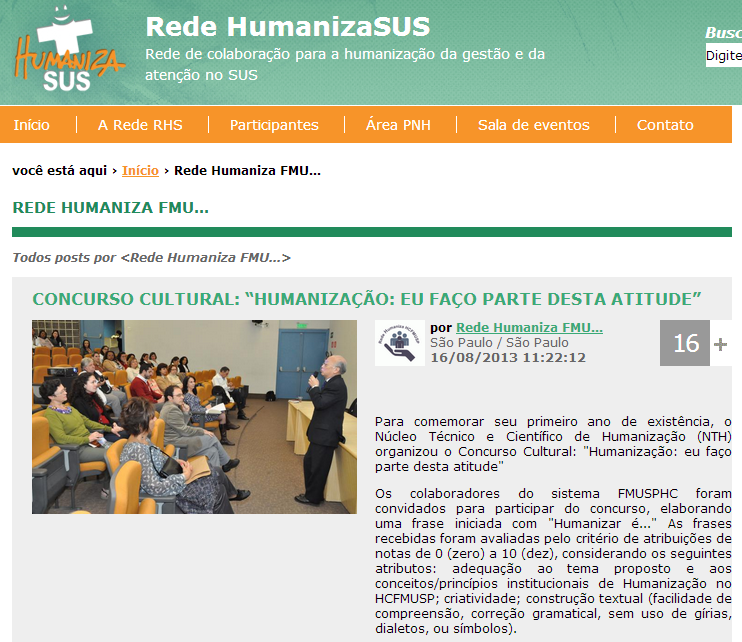 Rede HumanizaSUS
Rede de colaboração para a humanização da gestão e da
atenção no SUS
HUMANIZA
SUS
Busc
Digite
Início
A Rede RHS
Participantes
Área PNH
Sala de eventos
Contato
você está aqui › Início › Rede Humaniza FMU...
REDE HUMANIZA FMU...
Todos posts por <Rede Humaniza FMU...>
CONCURSO CULTURAL: “HUMANIZAÇÃO: EU FAÇO PARTE DESTA ATITUDE”
Rede Humaniza HCFMUSP
por Rede Humaniza FMU...
São Paulo / São Paulo
16/08/2013 11:22:12
16 +
Para comemorar seu primeiro ano de existência, o
Núcleo Técnico e Científico de Humanização (NTH)
organizou o Concurso Cultural: "Humanização: eu faço
parte desta atitude"
Os colaboradores do sistema FMUSPHC foram
convidados para participar do concurso, elaborando
uma frase iniciada com "Humanizar é..." As frases
recebidas foram avaliadas pelo critério de atribuições de
notas de 0 (zero) a 10 (dez), considerando os seguintes
atributos: adequação ao tema proposto e aos
conceitos/princípios institucionais de Humanização no
HCFMUSP; criatividade; construção textual (facilidade de
compreensão, correção gramatical, sem uso de gírias,
dialetos, ou símbolos).